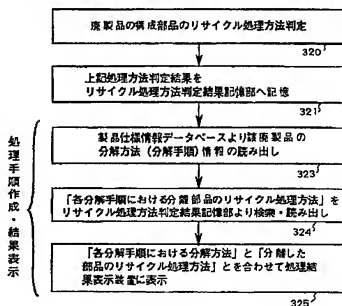 廃製品の構成部品のリサイクル処理方法判定
320
上記処理方法判定結果を
リサイクル処理方法判定結果記憶部へ記憶
321
処理手順作成・結果表示
製品仕様情報データベースより該廃製品の
分解方法(分解手順)情報の読み出し
323
「各分解手順における分離部品のリサイクル処理方法」を
リサイクル処理方法判定結果記憶部より検索・読み出し
324
「各分解手順における分解方法」と「分離した
部品のリサイクル処理方法」とを合わせて処理結
果表示装置に表示
325